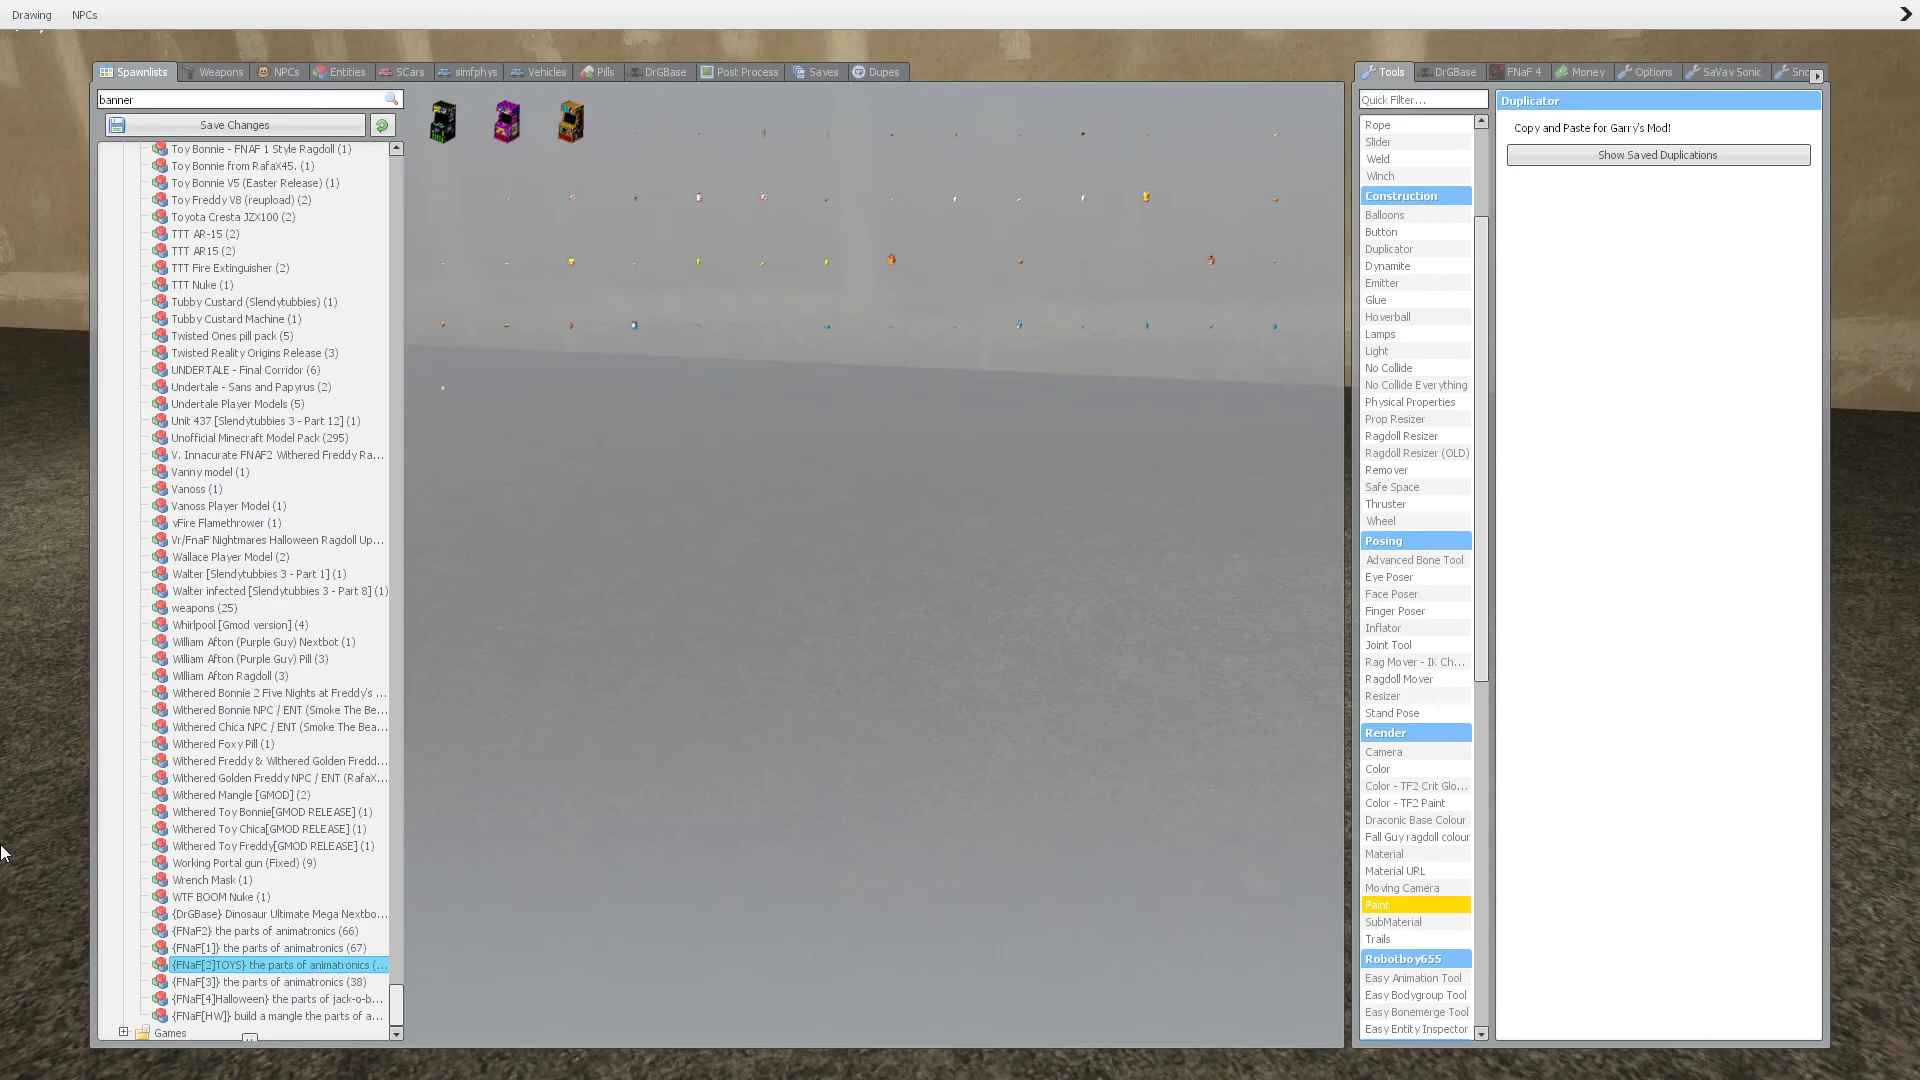 Drawing NPCs
Spawnlists Weapons NPCs Entities SCars simfphys Vehicles Pills DrGBase Post Process Saves Dupes
banner
Save Changes
Toy Bonnie - FNAF 1 Style Ragdoll (1)
Toy Bonnie from RafaX45. (1)
Toy Bonnie V5 (Easter Release) (1)
Toy Freddy V8 (reupload) (2)
Toyota Cresta JZX100 (2)
TTT AR-15 (2)
TTT AR15 (2)
TTT Fire Extinguisher (2)
TTT Nuke (1)
Tubby Custard (Slendytubbies) (1)
Tubby Custard Machine (1)
Twisted Ones pill pack (5)
Twisted Reality Origins Release (3)
UNDERTALE - Final Corridor (6)
Undertale - Sans and Papyrus (2)
Undertale Player Models (5)
Unit 437 [Slendytubbies 3 - Part 12] (1)
Unofficial Minecraft Model Pack (295)
V. Innacurate FNAF2 Withered Freddy Ra...
Vanny model (1)
Vanoss (1)
Vanoss Player Model (1)
vFire Flamethrower (1)
Vr/FnaF Nightmares Halloween Ragdoll Up...
Wallace Player Model (2)
Walter [Slendytubbies 3 - Part 1] (1)
Walter infected [Slendytubbies 3 - Part 8] (1)
weapons (25)
Whirlpool [Gmod version] (4)
William Afton (Purple Guy) Nextbot (1)
William Afton (Purple Guy) Pill (3)
William Afton Ragdoll (3)
Withered Bonnie 2 Five Nights at Freddy's ...
Withered Bonnie NPC / ENT (Smoke The Be...
Withered Chica NPC / ENT (Smoke The Bea...
Withered Foxy Pill (1)
Withered Freddy & Withered Golden Fredd...
Withered Golden Freddy NPC / ENT (RafaX...
Withered Mangle [GMOD] (2)
Withered Toy Bonnie[GMOD RELEASE] (1)
Withered Toy Chica[GMOD RELEASE] (1)
Withered Toy Freddy[GMOD RELEASE] (1)
Working Portal gun (Fixed) (9)
Wrench Mask (1)
WTF BOOM Nuke (1)
{DrGBase} Dinosaur Ultimate Mega Nextbo...
{FNaF2} the parts of animatronics (66)
{FNaF[1]} the parts of animatronics (67)
{FNaF[2]TOYS} the parts of animatronics (...
{FNaF[3]} the parts of animatronics (38)
{FNaF[4]Halloween} the parts of jack-o-b...
{FNaF[HW]} build a mangle the parts of a...
Games
Tools DrGBase FNaF 4 Money Options SaVav Sonic
Quick Filter...
Rope
Slider
Weld
Winch
Construction
Balloons
Button
Duplicator
Dynamite
Emitter
Glue
Hoverball
Lamps
Light
No Collide
No Collide Everything
Physical Properties
Prop Resizer
Ragdoll Resizer
Ragdoll Resizer (OLD)
Remover
Safe Space
Thruster
Wheel
Posing
Advanced Bone Tool
Eye Poser
Face Poser
Finger Poser
Inflator
Joint Tool
Rag Mover - IK Ch...
Ragdoll Mover
Resizer
Stand Pose
Render
Camera
Color
Color - TF2 Crit Glo...
Color - TF2 Paint
Draconic Base Colour
Fall Guy ragdoll colour
Material
Material URL
Moving Camera
Paint
SubMaterial
Trails
Robotboy655
Easy Animation Tool
Easy Bodygroup Tool
Easy Bonemerge Tool
Easy Entity Inspector
Duplicator
Copy and Paste for Garry's Mod!
Show Saved Duplications